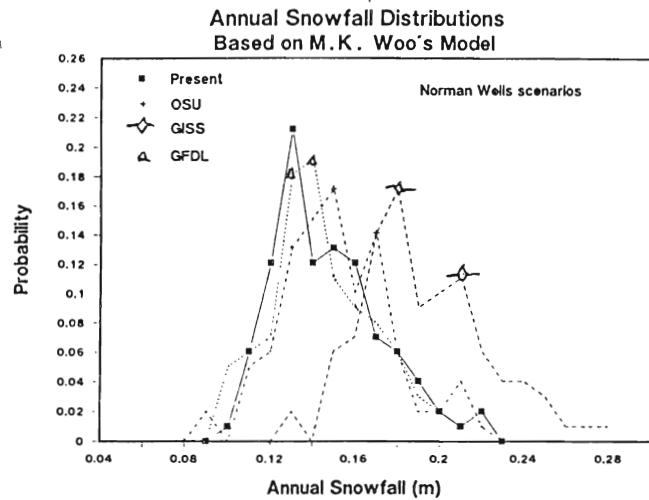 Annual Snowfall Distributions
Based on M.K. Woo's Model
0.26
0.24
0.22
0.2
0.18
0.16
0.14
0.12
0.1
0.08
0.06
0.04
0.02
0
Present
OSU
GISS
GFDL
Norman Wells scenarios
Probability
0.04
0.08
0.12
0.16
0.2
0.24
0.28
Annual Snowfall (m)